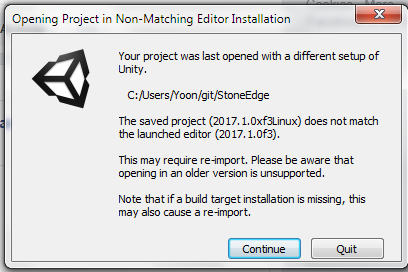 Opening Project in Non-Matching Editor Installation
Your project was last opened with a different setup of
Unity.
C:/Users/Yoon/git/StoneEdge
The saved project (2017.1.0xf3Linux) does not match
the launched editor (2017.1.0f3).
This may require re-import. Please be aware that
opening in an older version is unsupported.
Note that if a build target installation is missing, this
may also cause a re-import.
Continue
Quit